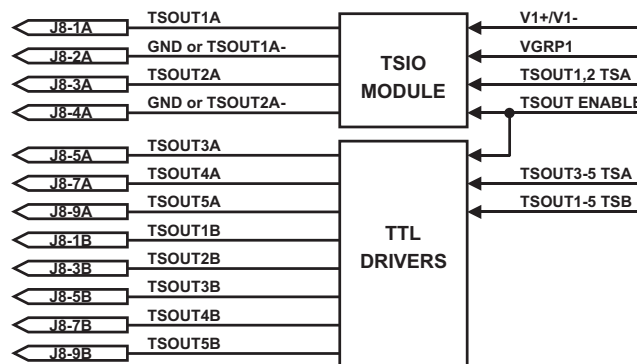 J8-1A TSOUT1A
J8-2A GND or TSOUT1A-
J8-3A TSOUT2A
J8-4A GND or TSOUT2A-
TSIO
MODULE
V1+/V1-
VGRP1
TSOUT1,2 TSA
TSOUT ENABLE
J8-5A TSOUT3A
J8-7A TSOUT4A
J8-9A TSOUT5A
J8-1B TSOUT1B
J8-3B TSOUT2B
J8-5B TSOUT3B
J8-7B TSOUT4B
J8-9B TSOUT5B
TTL
DRIVERS
TSOUT3-5 TSA
TSOUT1-5 TSB